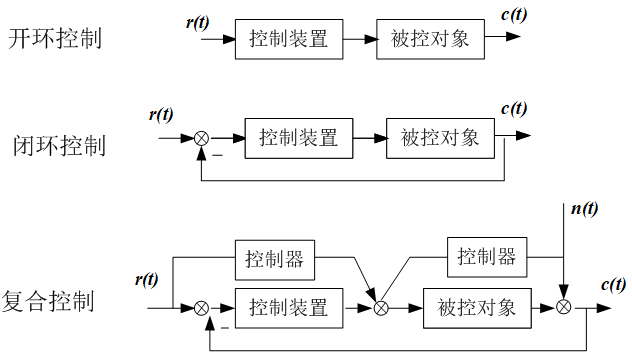 开环控制
r(t)
控制装置
被控对象
c(t)
闭环控制
r(t)
−
控制装置
被控对象
c(t)
复合控制
r(t)
控制器
控制器
n(t)
−
控制装置
被控对象
c(t)